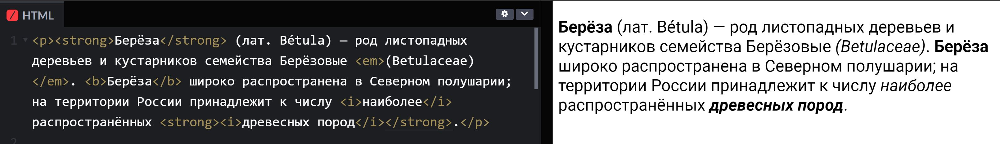 HTML
1 <p><strong>Берёза</strong> (лат. Bétula) — род листопадных
деревьев и кустарников семейства Берёзовые <em>(Betulaceae)
</em>. <b>Берёза</b> широко распространена в Северном полушарии;
на территории России принадлежит к числу <i>наиболее</i>
распространённых <strong><i>древесных пород</i></strong>.</p>
2
Берёза (лат. Bétula) — род листопадных деревьев и
кустарников семейства Берёзовые (Betulaceae). Берёза
широко распространена в Северном полушарии; на
территории России принадлежит к числу наиболее
распространённых древесных пород.